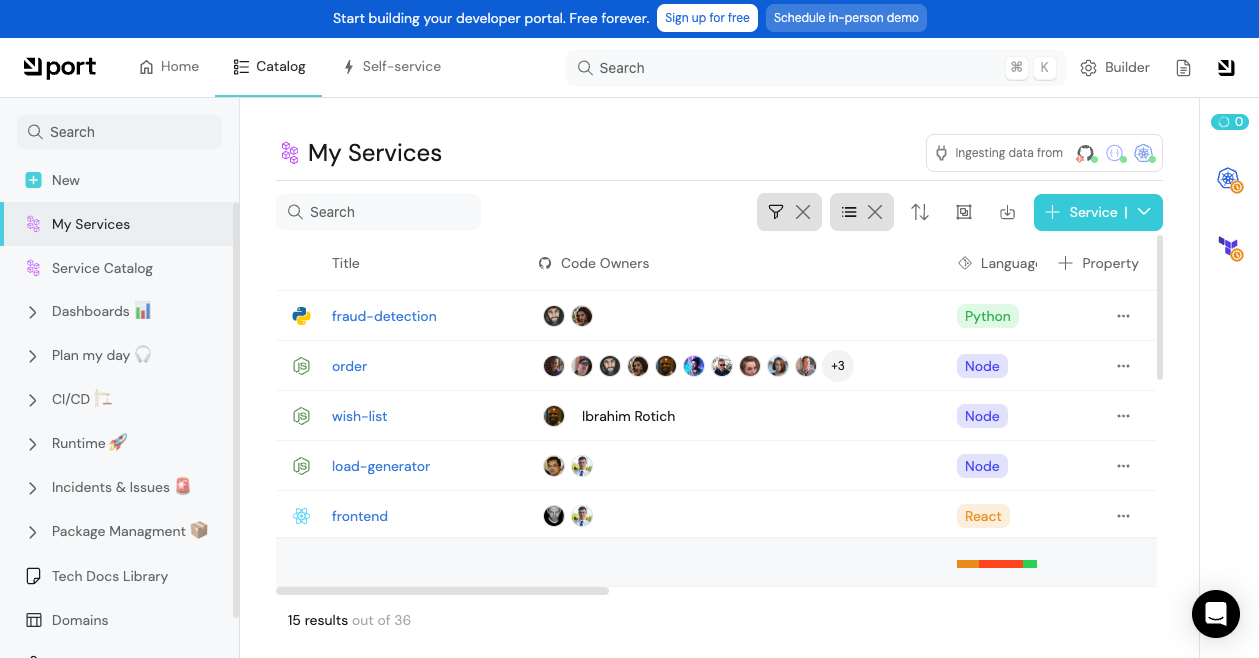 Start building your developer portal. Free forever. Sign up for free Schedule in-person demo
port Home Catalog Self-service Search ⌘ K Builder
Search
New
My Services
Service Catalog
Dashboards
Plan my day
CI/CD
Runtime
Incidents & Issues
Package Managment
Tech Docs Library
Domains
My Services
Ingesting data from
Search
Service |
Title Code Owners Language Property
fraud-detection Python
order +3 Node
wish-list Ibrahim Rotich Node
load-generator Node
frontend React
15 results out of 36
0